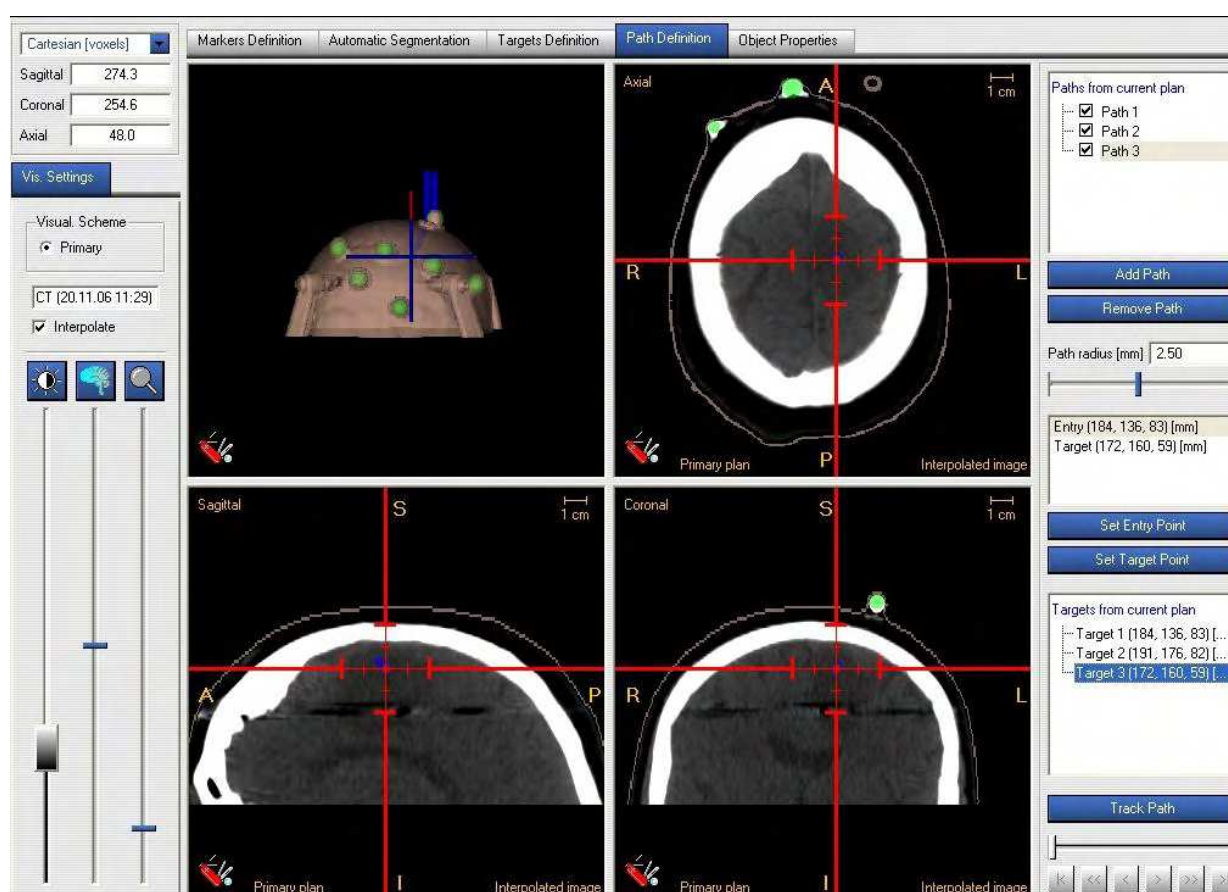 Cartesian [voxels]
Sagittal 274.3
Coronal 254.6
Axial 48.0
Vis. Settings
Visual. Scheme
Primary
CT (20.11.06 11:29)
Interpolate
Markers Definition Automatic Segmentation Targets Definition Path Definition Object Properties
Axial A 1 cm
R L
Primary plan P Interpolated image
Sagittal S 1 cm
A P
Primary plan I Interpolated image
Coronal S 1 cm
R L
Primary plan I Interpolated image
Paths from current plan
Path 1
Path 2
Path 3
Add Path
Remove Path
Path radius [mm] 2.50
Entry (184, 136, 83) [mm]
Target (172, 160, 59) [mm]
Set Entry Point
Set Target Point
Targets from current plan
Target 1 (184, 136, 83) [...
Target 2 (191, 176, 82) [...
Target 3 (172, 160, 59) [...
Track Path